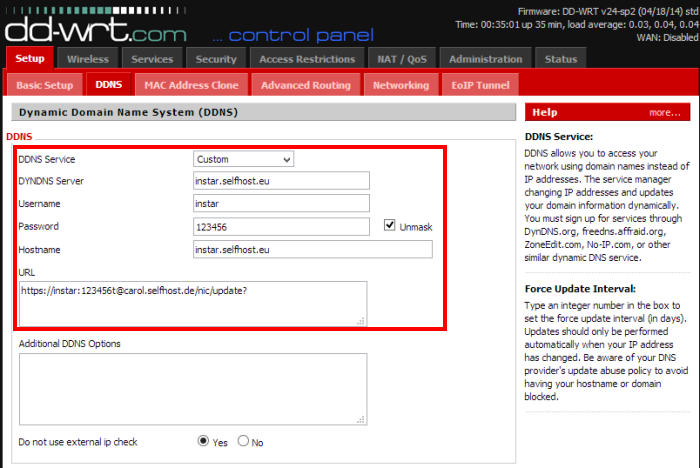 Firmware: DD-WRT v24-sp2 (04/18/14) std
Time: 00:35:01 up 35 min, load average: 0.03, 0.04, 0.04
WAN: Disabled
dd-wrt.com ... control panel
Setup Wireless Services Security Access Restrictions NAT / QoS Administration Status
Basic Setup DDNS MAC Address Clone Advanced Routing Networking EoIP Tunnel
Dynamic Domain Name System (DDNS)
DDNS
DDNS Service Custom
DYNDNS Server instar.selfhost.eu
Username instar
Password 123456 Unmask
Hostname instar.selfhost.eu
URL
https://instar:123456t@carol.selfhost.de/nic/update?
Additional DDNS Options
Do not use external ip check Yes No
Help more...
DDNS Service:
DDNS allows you to access your
network using domain names instead of
IP addresses. The service manager
changing IP addresses and updates
your domain information dynamically.
You must sign up for services through
DynDNS.org, freedns.afraid.org,
ZoneEdit.com, No-IP.com, or other
similar dynamic DNS service.
Force Update Interval:
Type an integer number in the box to
set the force update interval (in days).
Updates should only be performed
automatically when your IP address
has changed. Be aware of your DNS
provider's update abuse policy to avoid
having your hostname or domain
blocked.